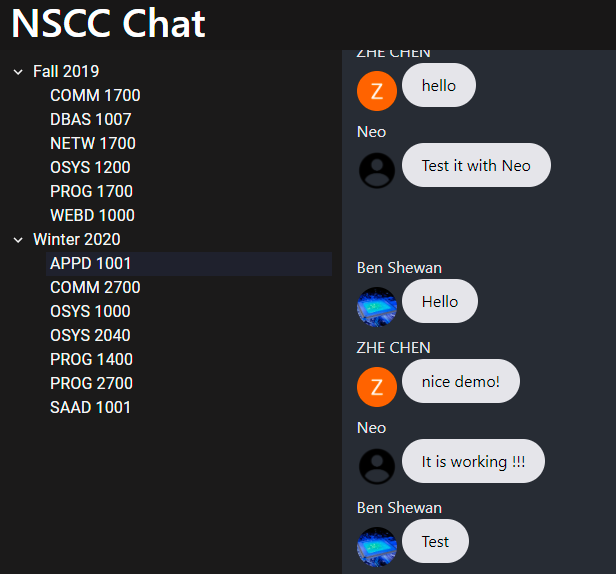 NSCC Chat
Fall 2019
COMM 1700
DBAS 1007
NETW 1700
OSYS 1200
PROG 1700
WEBD 1000
Winter 2020
APPD 1001
COMM 2700
OSYS 1000
OSYS 2040
PROG 1400
PROG 2700
SAAD 1001
ZHE CHEN
Z
hello
Neo
Test it with Neo
Ben Shewan
Hello
ZHE CHEN
Z
nice demo!
Neo
It is working !!!
Ben Shewan
Test